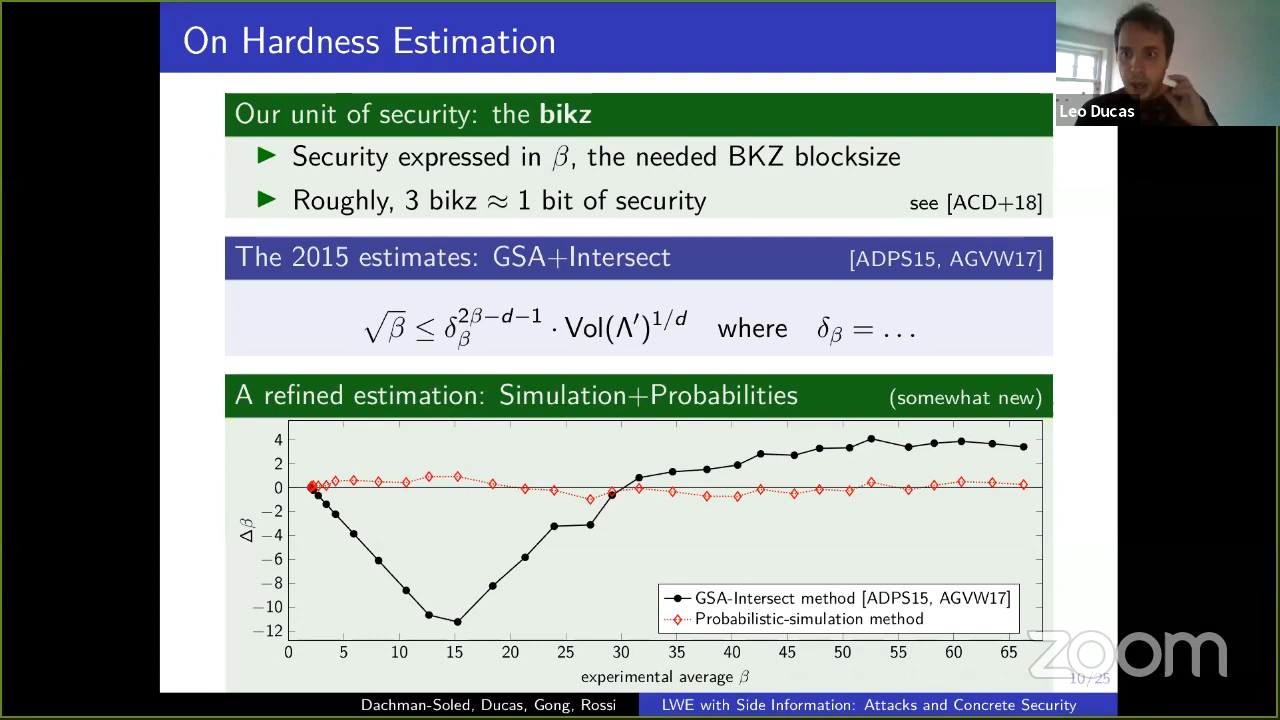 On Hardness Estimation
Leo Ducas
Our unit of security: the bikz
▶ Security expressed in β, the needed BKZ blocksize
▶ Roughly, 3 bikz ≈ 1 bit of security see [ACD+18]
The 2015 estimates: GSA+Intersect [ADPS15, AGVW17]
√β ≤ δ_β^{2β−d−1} · Vol(Λ′)^{1/d} where δ_β = ...
A refined estimation: Simulation+Probabilities (somewhat new)
4
2
0
−2
−4
−6
−8
−10
−12
Δβ
GSA-Intersect method [ADPS15, AGVW17]
Probabilistic-simulation method
0 5 10 15 20 25 30 35 40 45 50 55 60 65
experimental average β
zoom
10/25
Dachman-Soled, Ducas, Gong, Rossi LWE with Side Information: Attacks and Concrete Security